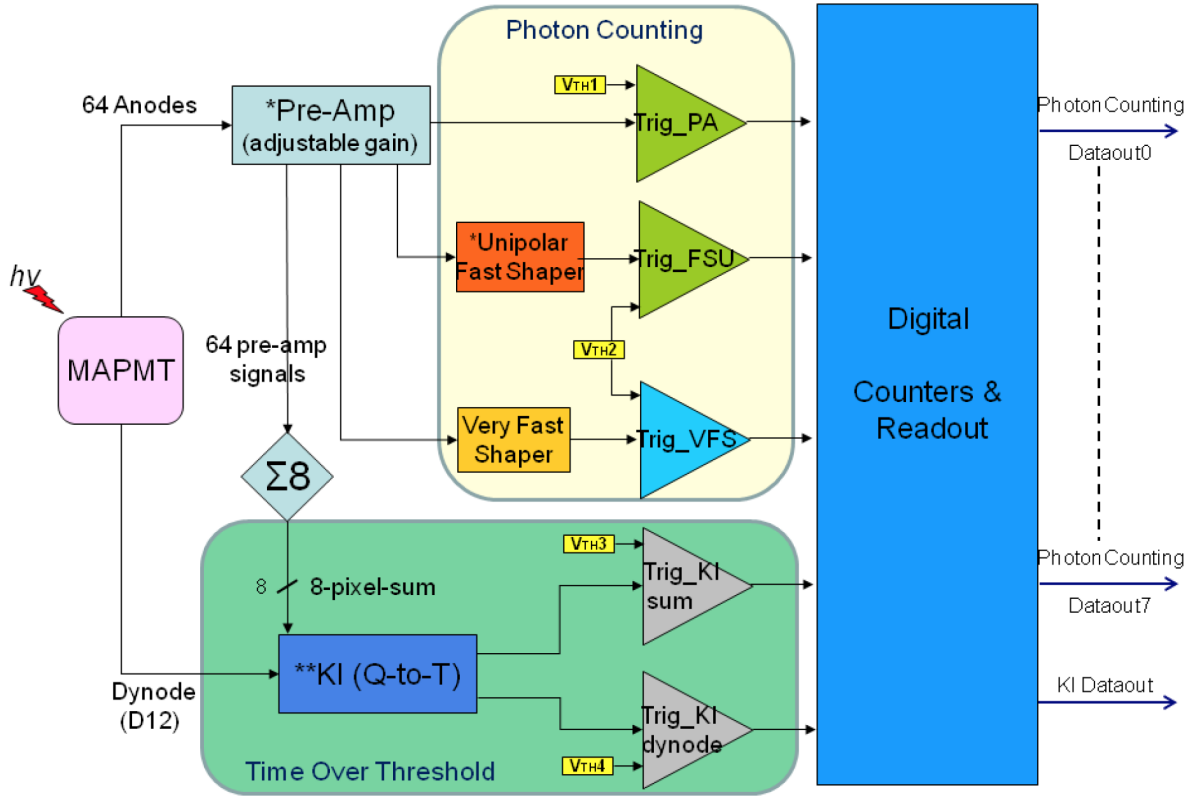 Photon Counting
64 Anodes
*Pre-Amp
(adjustable gain)
VTH1
Trig_PA
Photon Counting
Dataout0
*Unipolar
Fast Shaper
Trig_FSU
hν
MAPMT
64 pre-amp
signals
VTH2
Digital
Counters &
Readout
Very Fast
Shaper
Trig_VFS
Σ8
VTH3
Photon Counting
Dataout7
8
8-pixel-sum
Trig_KI
sum
**KI (Q-to-T)
KI Dataout
Dynode
(D12)
Trig_KI
dynode
VTH4
Time Over Threshold